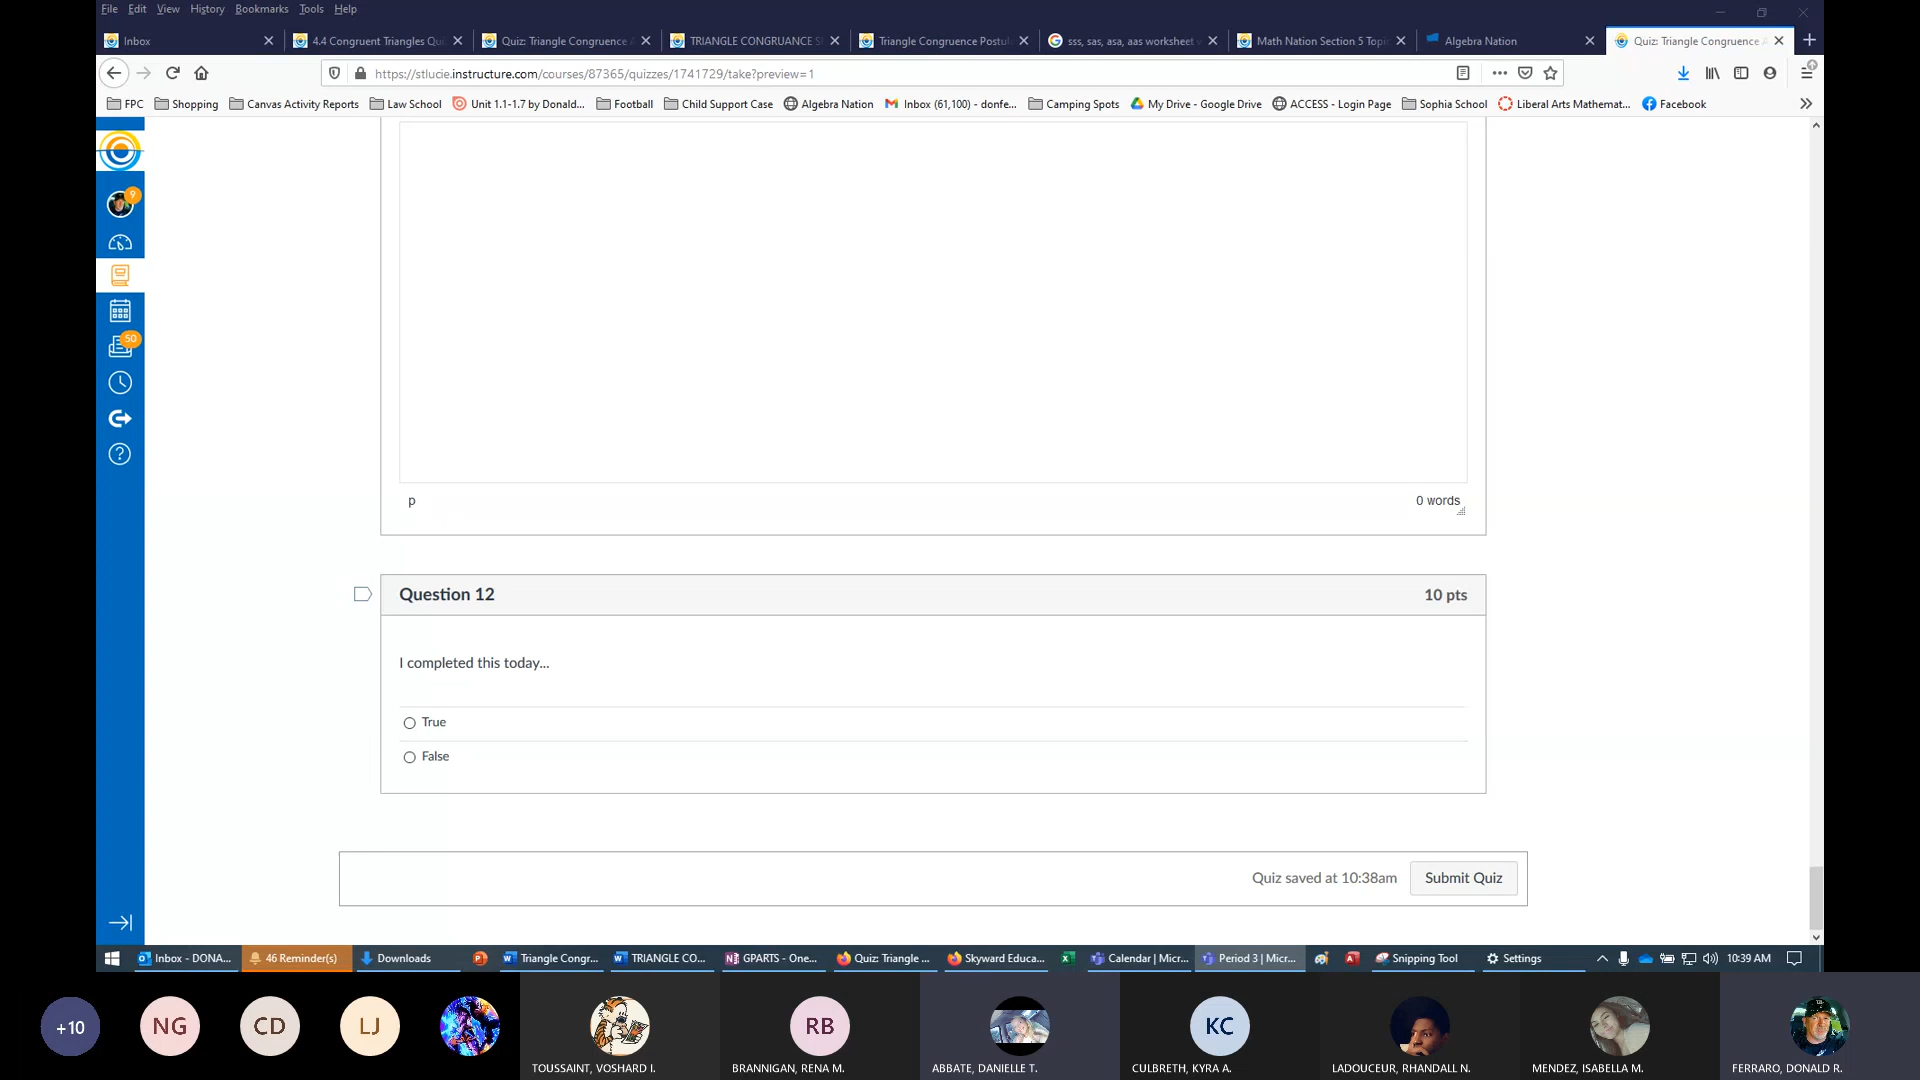 File Edit View History Bookmarks Tools Help
Inbox
4.4 Congruent Triangles Qui
Quiz: Triangle Congruence A
TRIANGLE CONGRUANCE S
Triangle Congruence Postul
sss, sas, asa, aas worksheet
Math Nation Section 5 Topi
Algebra Nation
Quiz: Triangle Congruence
https://stlucie.instructure.com/courses/87365/quizzes/1741729/take?preview=1
FPC Shopping Canvas Activity Reports Law School Unit 1.1-1.7 by Donald... Football Child Support Case Algebra Nation Inbox (61,100) - donfe... Camping Spots My Drive - Google Drive ACCESS - Login Page Sophia School Liberal Arts Mathemat... Facebook
9
50
p
0 words
Question 12
10 pts
I completed this today...
True
False
Quiz saved at 10:38am
Submit Quiz
Inbox - DONA... 46 Reminder(s) Downloads Triangle Congr... TRIANGLE CO... GPARTS - One... Quiz: Triangle ... Skyward Educa... Calendar | Micr... Period 3 | Micr... Snipping Tool Settings 10:39 AM
+10
NG
CD
LJ
RB
KC
TOUSSAINT, VOSHARD I.
BRANNIGAN, RENA M.
ABBATE, DANIELLE T.
CULBRETH, KYRA A.
LADOUCEUR, RHANDALL N.
MENDEZ, ISABELLA M.
FERRARO, DONALD R.